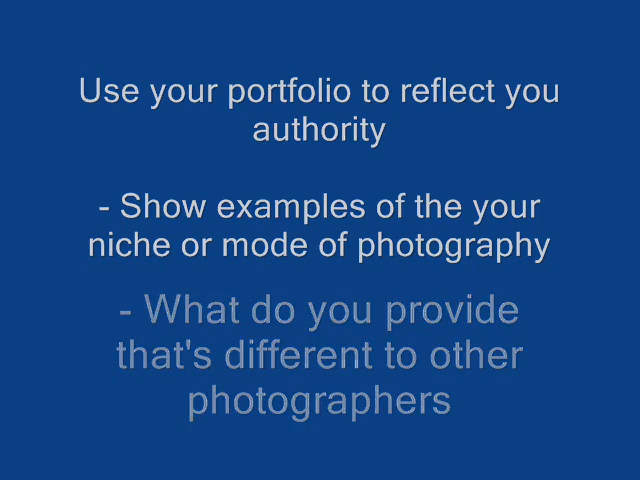 Use your portfolio to reflect you
authority
- Show examples of the your
niche or mode of photography
- What do you provide
that's different to other
photographers